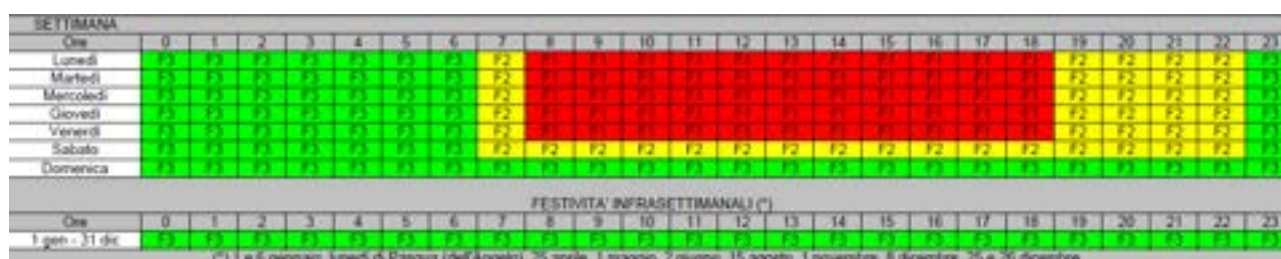 SETTIMANA
Ore 0 1 2 3 4 5 6 7 8 9 10 11 12 13 14 15 16 17 18 19 20 21 22 23
Lunedì F3 F3 F3 F3 F3 F3 F3 F2 F1 F1 F1 F1 F1 F1 F1 F1 F1 F1 F1 F2 F2 F2 F2 F3
Martedì F3 F3 F3 F3 F3 F3 F3 F2 F1 F1 F1 F1 F1 F1 F1 F1 F1 F1 F1 F2 F2 F2 F2 F3
Mercoledì F3 F3 F3 F3 F3 F3 F3 F2 F1 F1 F1 F1 F1 F1 F1 F1 F1 F1 F1 F2 F2 F2 F2 F3
Giovedì F3 F3 F3 F3 F3 F3 F3 F2 F1 F1 F1 F1 F1 F1 F1 F1 F1 F1 F1 F2 F2 F2 F2 F3
Venerdì F3 F3 F3 F3 F3 F3 F3 F2 F1 F1 F1 F1 F1 F1 F1 F1 F1 F1 F1 F2 F2 F2 F2 F3
Sabato F3 F3 F3 F3 F3 F3 F3 F2 F2 F2 F2 F2 F2 F2 F2 F2 F2 F2 F2 F2 F2 F2 F2 F3
Domenica F3 F3 F3 F3 F3 F3 F3 F3 F3 F3 F3 F3 F3 F3 F3 F3 F3 F3 F3 F3 F3 F3 F3 F3
FESTIVITA' INFRASETTIMANALI (*)
Ore 0 1 2 3 4 5 6 7 8 9 10 11 12 13 14 15 16 17 18 19 20 21 22 23
1 gen - 31 dic F3 F3 F3 F3 F3 F3 F3 F3 F3 F3 F3 F3 F3 F3 F3 F3 F3 F3 F3 F3 F3 F3 F3 F3
(*) 1 e 6 gennaio, lunedì di Pasqua (dell'Angelo), 25 aprile, 1 maggio, 2 giugno, 15 agosto, 1 novembre, 8 dicembre, 25 e 26 dicembre